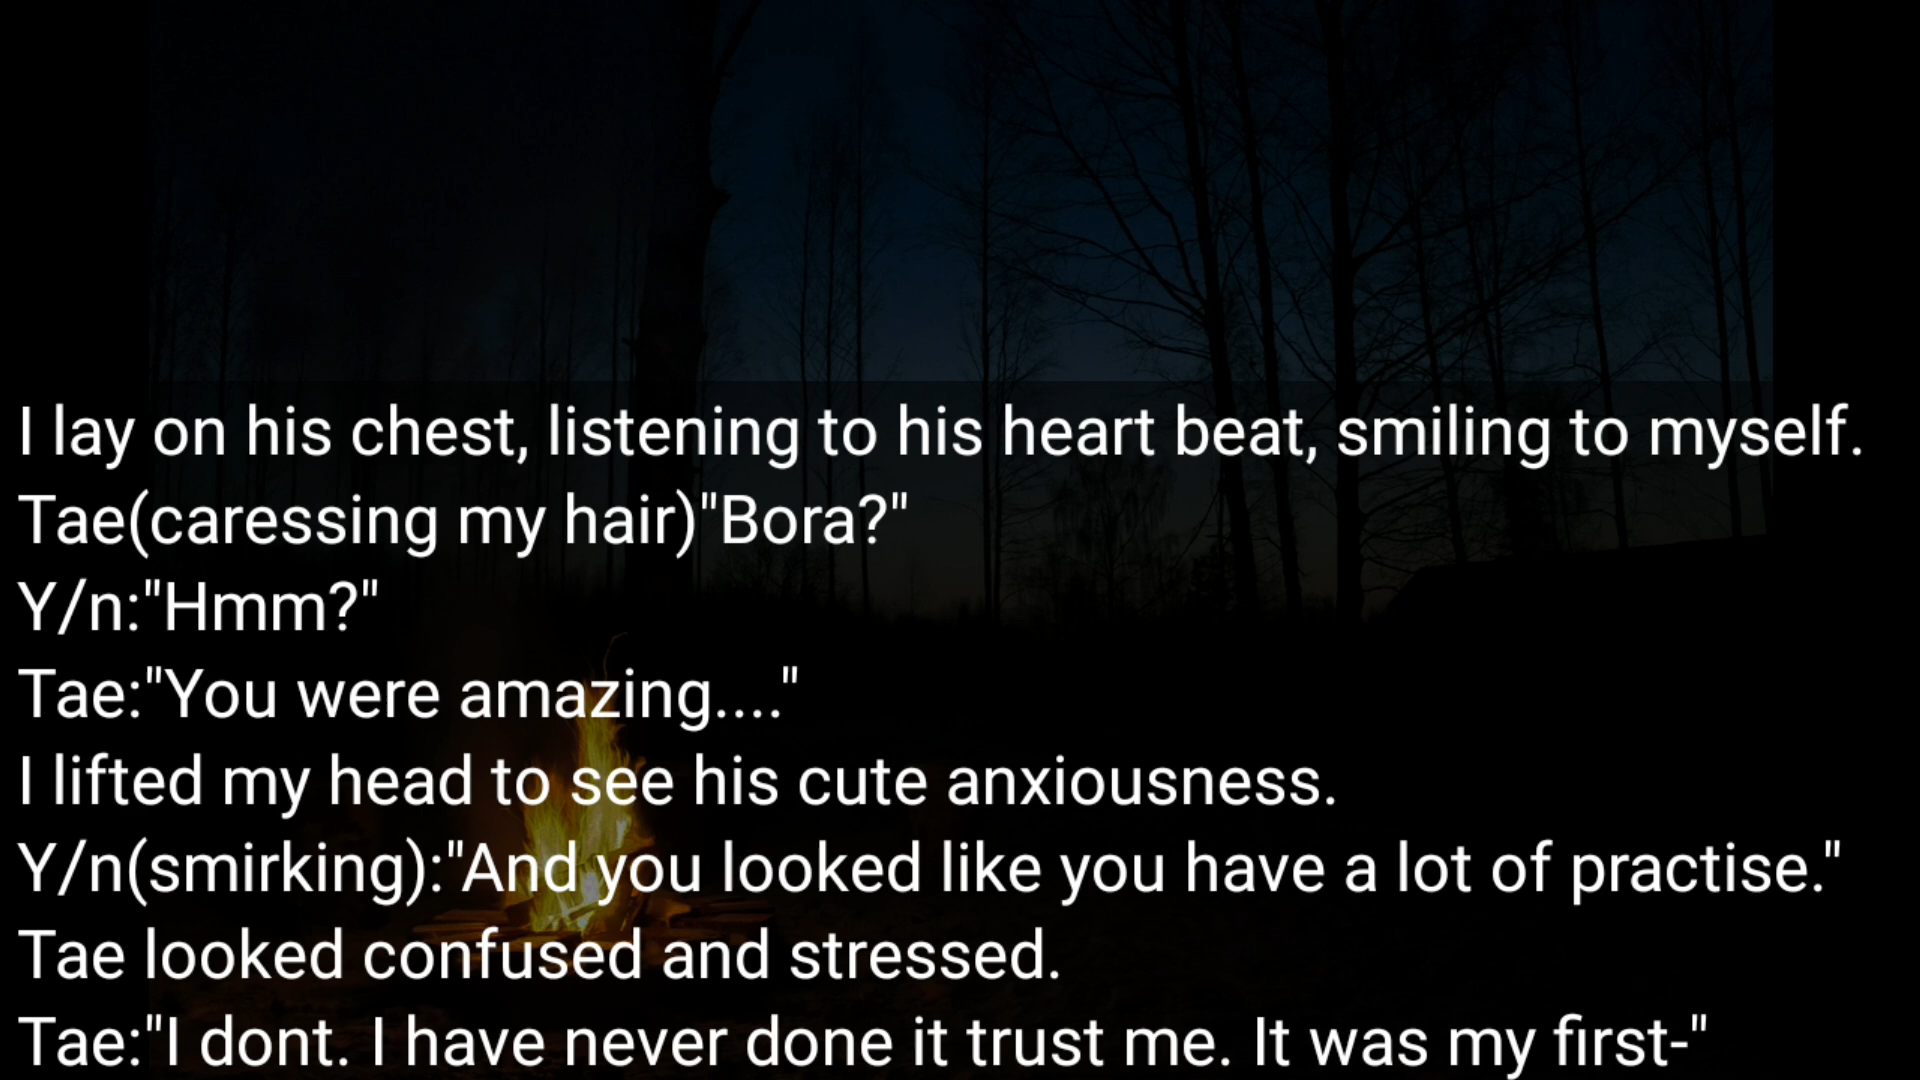 I lay on his chest, listening to his heart beat, smiling to myself.
Tae(caressing my hair)"Bora?"
Y/n:"Hmm?"
Tae:"You were amazing...."
I lifted my head to see his cute anxiousness.
Y/n(smirking):"And you looked like you have a lot of practise."
Tae looked confused and stressed.
Tae:"I dont. I have never done it trust me. It was my first-"